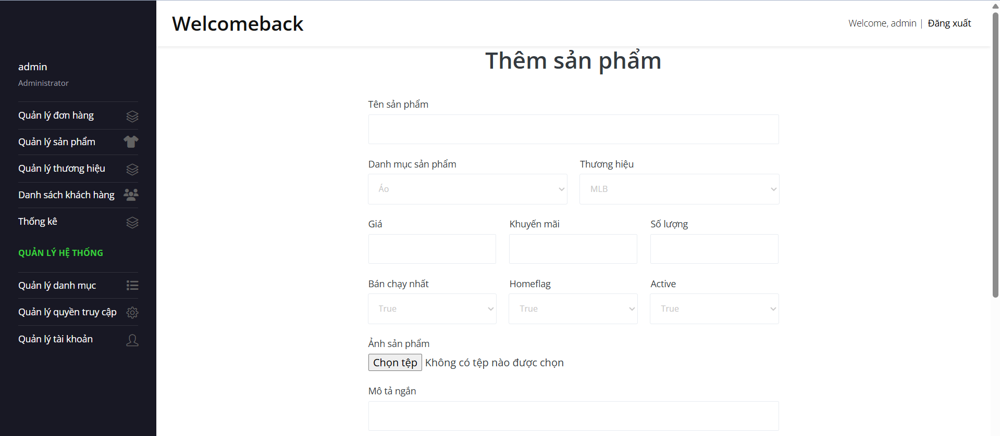 Welcomeback
Welcome, admin | Đăng xuất
admin
Administrator
Quản lý đơn hàng
Quản lý sản phẩm
Quản lý thương hiệu
Danh sách khách hàng
Thống kê
QUẢN LÝ HỆ THỐNG
Quản lý danh mục
Quản lý quyền truy cập
Quản lý tài khoản
Thêm sản phẩm
Tên sản phẩm
Danh mục sản phẩm Thương hiệu
Áo MLB
Giá Khuyến mãi Số lượng
Bán chạy nhất Homeflag Active
True True True
Ảnh sản phẩm
Chọn tệp Không có tệp nào được chọn
Mô tả ngắn